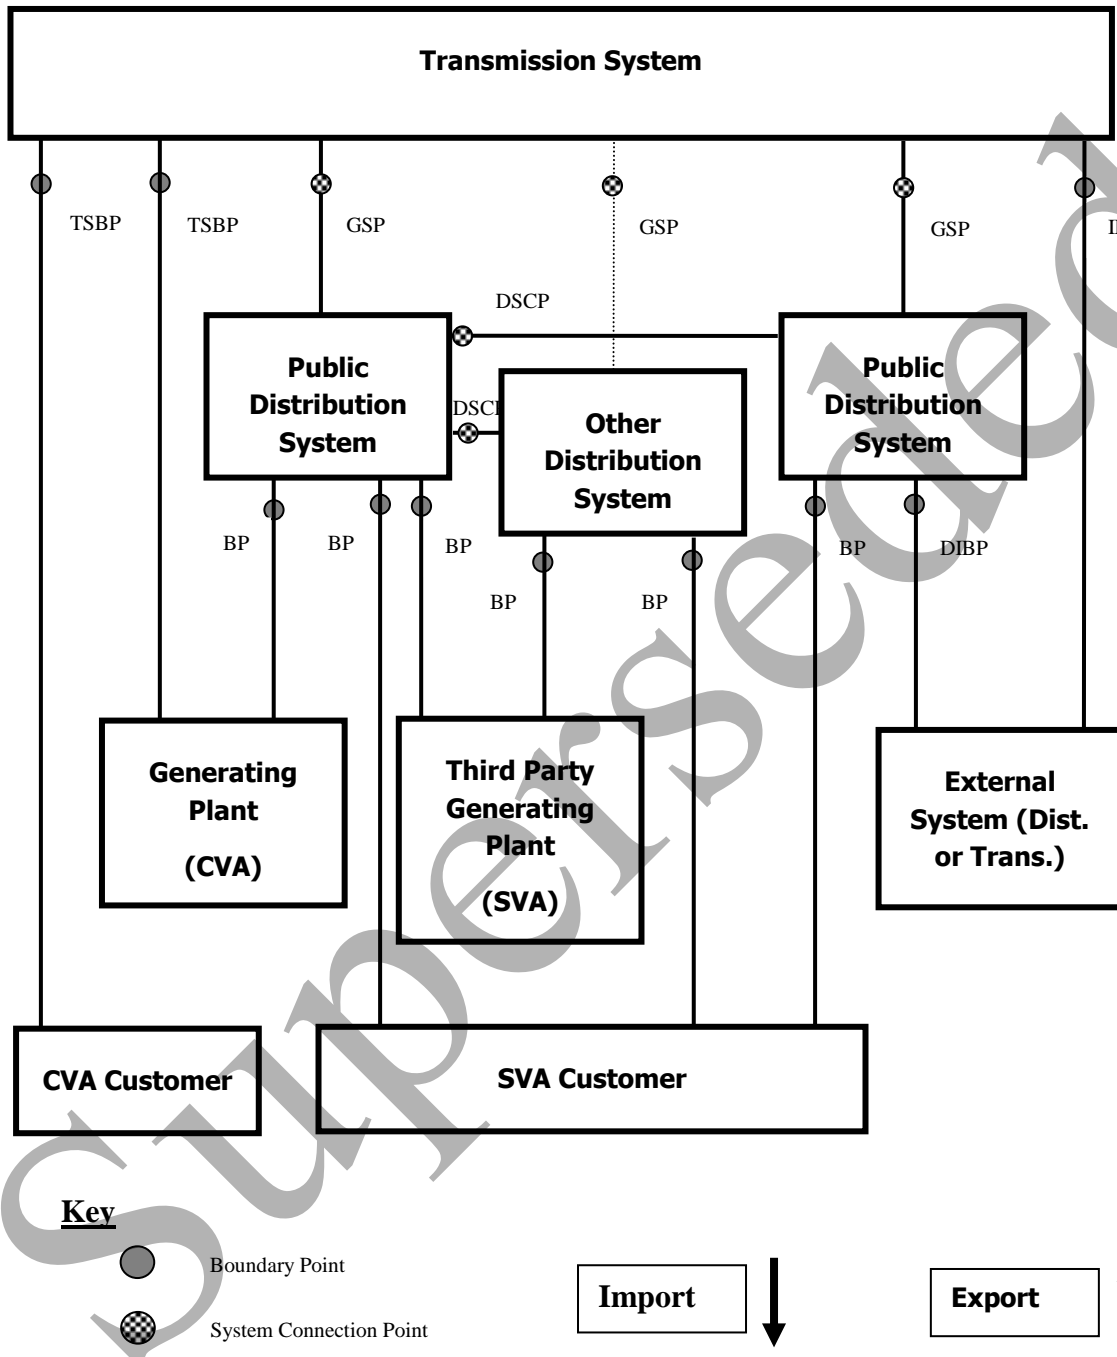 Transmission System
TSBP
TSBP
GSP
GSP
GSP
DSCP
Public
Distribution
System
DSCP
Other
Distribution
System
Public
Distribution
System
BP
BP
BP
BP
BP
BP
DIBP
Generating
Plant
(CVA)
Third Party
Generating
Plant
(SVA)
External
System (Dist.
or Trans.)
CVA Customer
SVA Customer
Key
Boundary Point
System Connection Point
Import
Export
Superseded